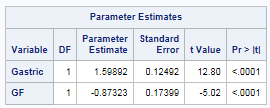 Parameter Estimates
Variable DF Parameter Estimate Standard Error t Value Pr > |t|
Gastric 1 1.59892 0.12492 12.80 <.0001
GF 1 -0.87323 0.17399 -5.02 <.0001